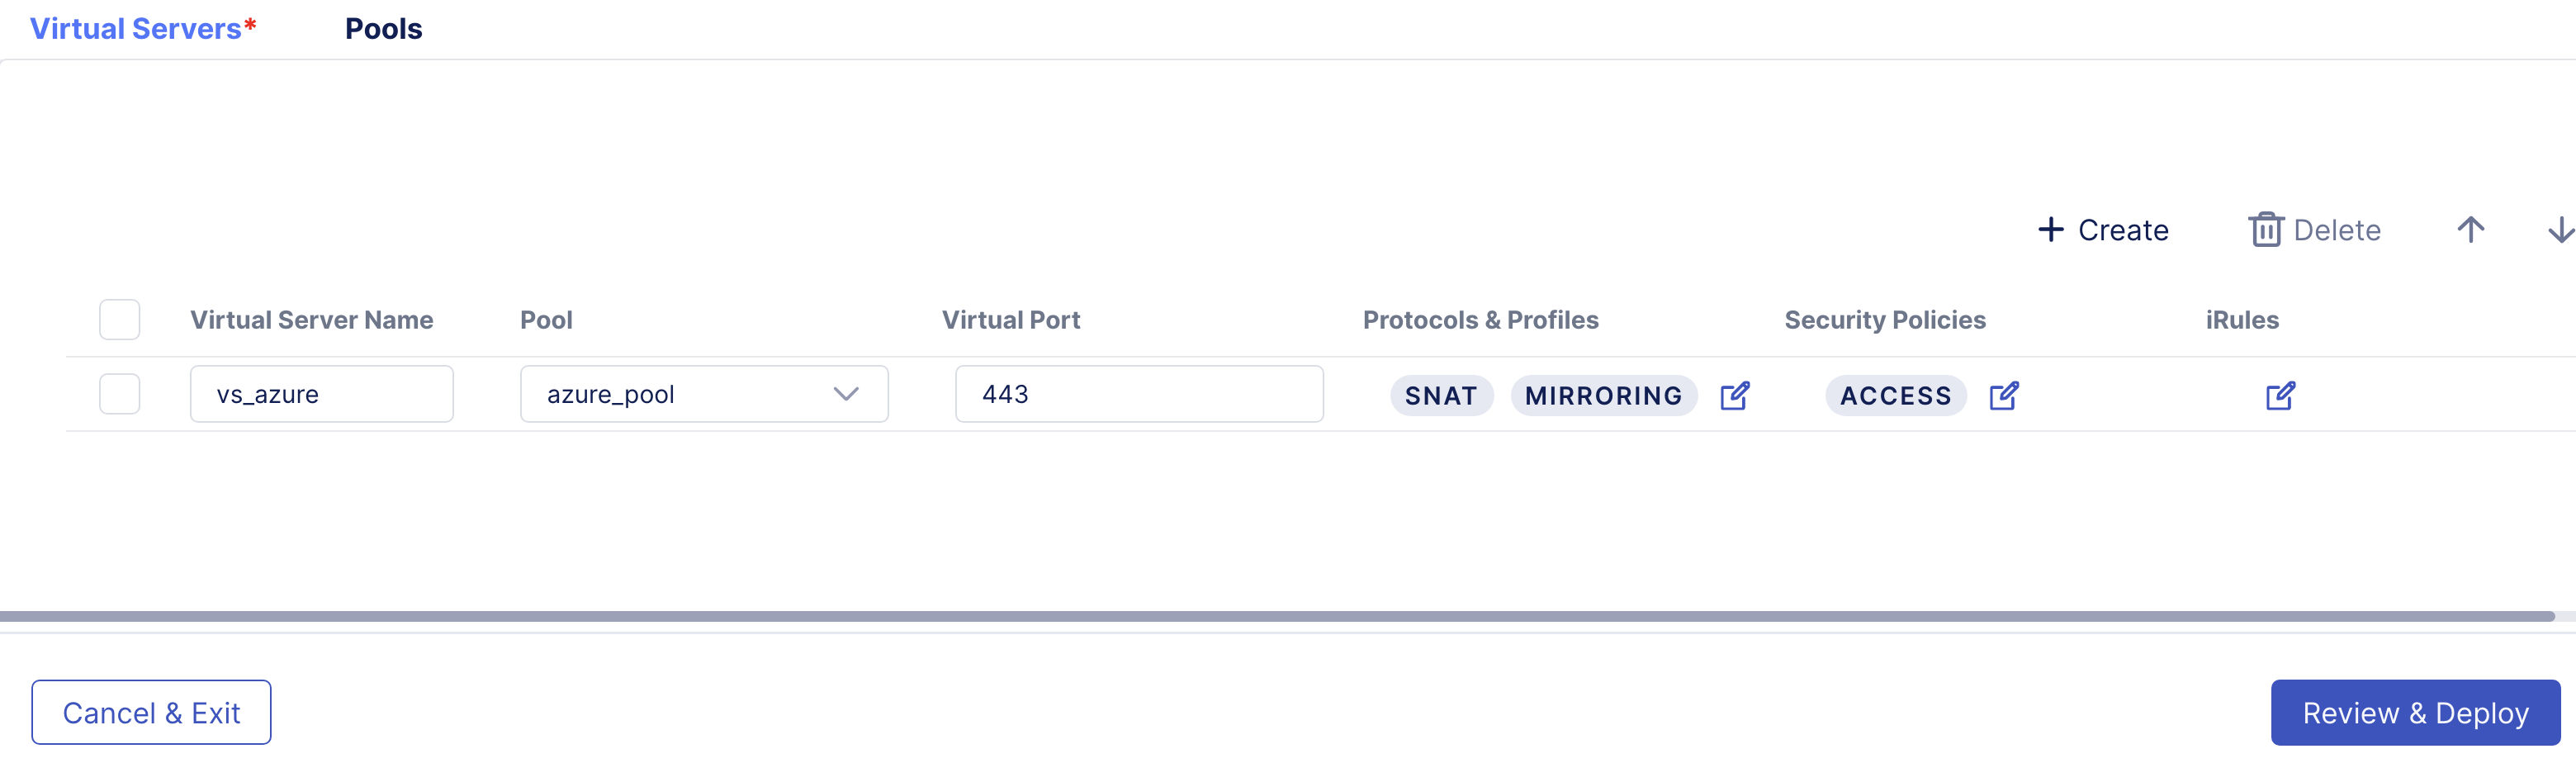 Virtual Servers* Pools
+ Create Delete
Virtual Server Name Pool Virtual Port Protocols & Profiles Security Policies iRules
vs_azure azure_pool 443 SNAT MIRRORING ACCESS
Cancel & Exit Review & Deploy